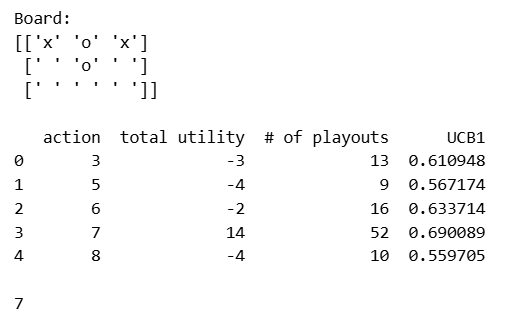 Board:
[['x' 'o' 'x']
 [' ' 'o' ' ']
 [' ' ' ' ' ']]
   action  total utility  # of playouts      UCB1
0       3             -3             13  0.610948
1       5             -4              9  0.567174
2       6             -2             16  0.633714
3       7             14             52  0.690089
4       8             -4             10  0.559705
7